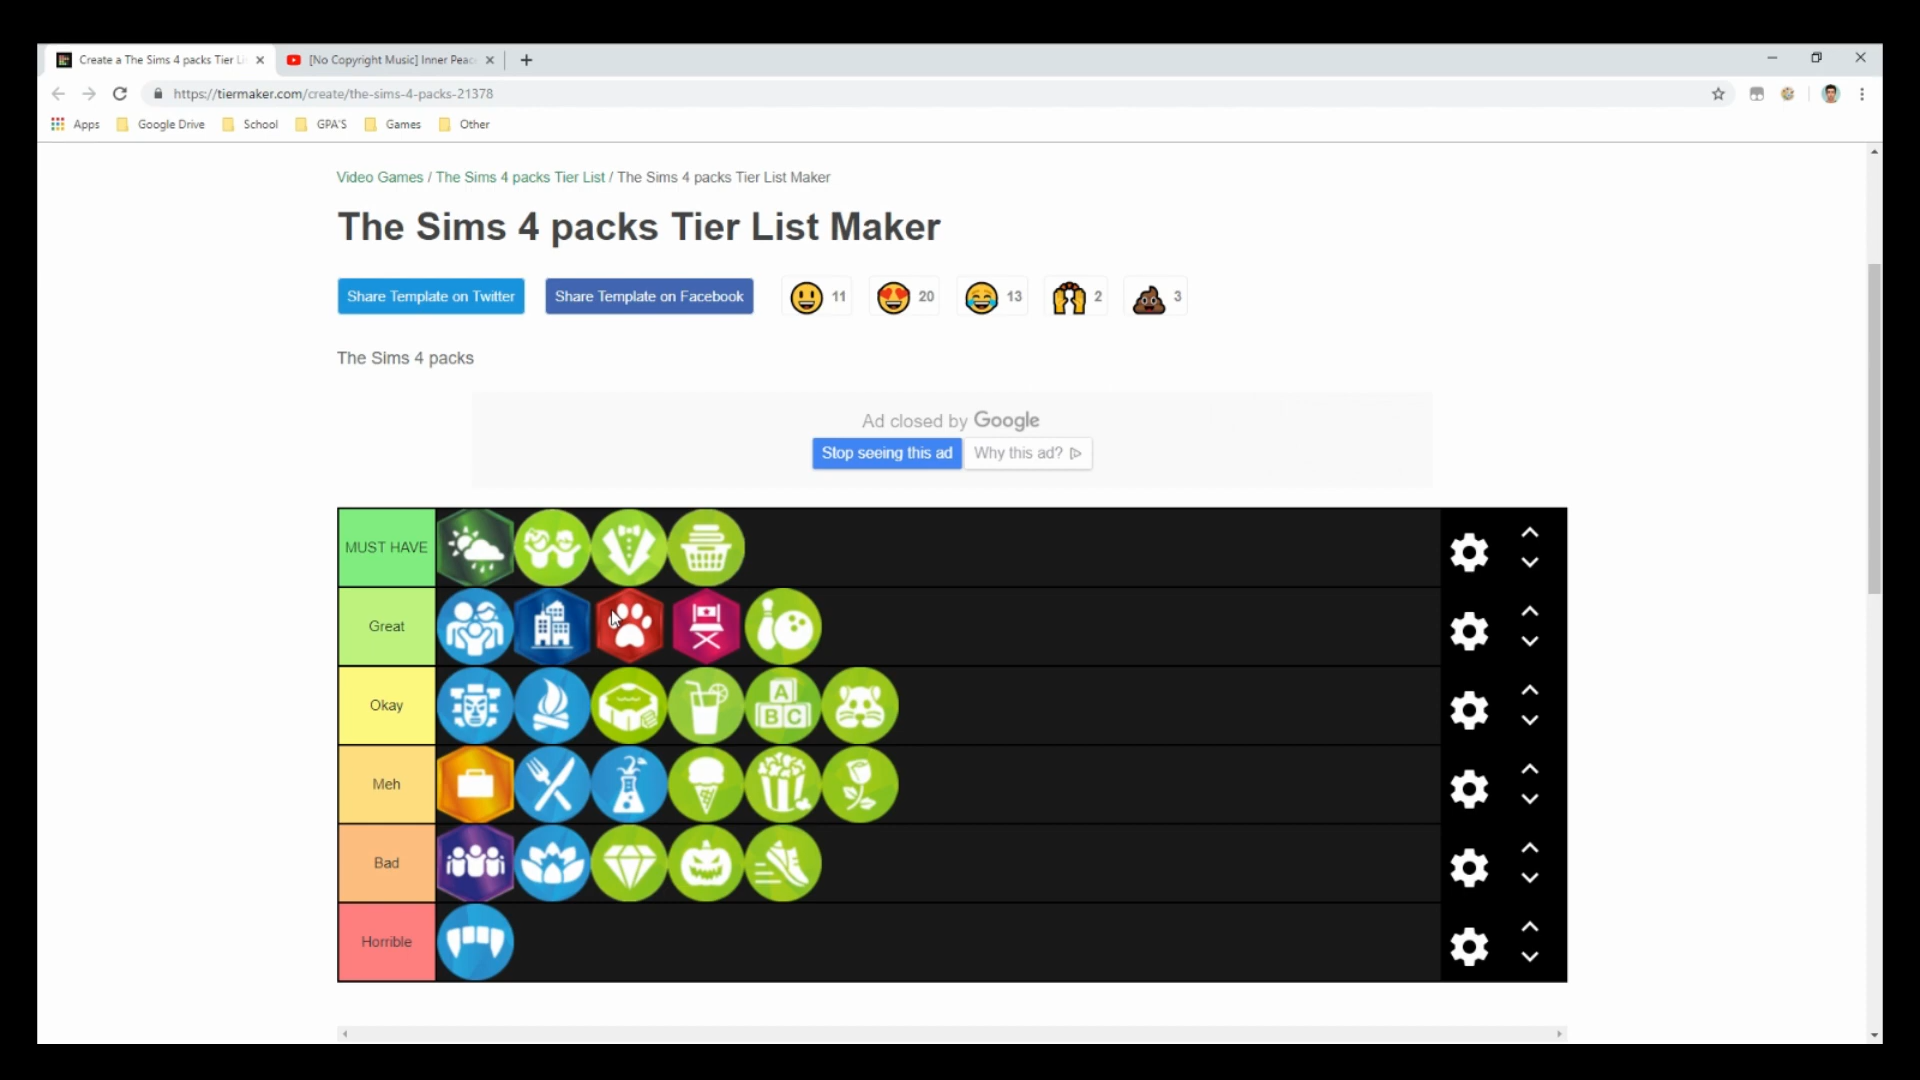 Create a The Sims 4 packs Tier Li
[No Copyright Music] Inner Peac
https://tiermaker.com/create/the-sims-4-packs-21378
Apps Google Drive School GPA'S Games Other
Video Games / The Sims 4 packs Tier List / The Sims 4 packs Tier List Maker
The Sims 4 packs Tier List Maker
Share Template on Twitter Share Template on Facebook 11 20 13 2 3
The Sims 4 packs
Ad closed by Google
Stop seeing this ad Why this ad?
MUST HAVE
Great
Okay
A
B C
Meh
Bad
Horrible